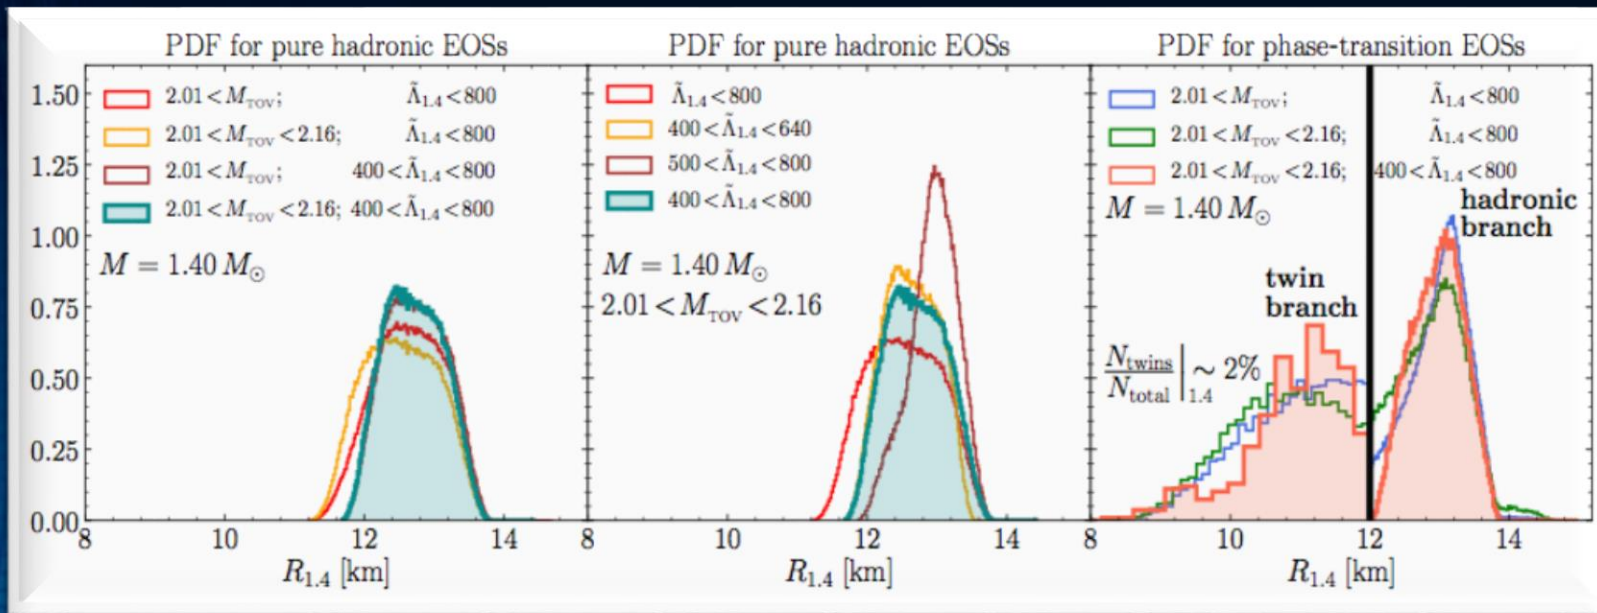 PDF for pure hadronic EOSs
1.50
1.25
1.00
0.75
0.50
0.25
0.00
2.01 < M_TOV; Λ̃_1.4 < 800
2.01 < M_TOV < 2.16; Λ̃_1.4 < 800
2.01 < M_TOV; 400 < Λ̃_1.4 < 800
2.01 < M_TOV < 2.16; 400 < Λ̃_1.4 < 800
M = 1.40 M_⊙
8 10 12 14
R_1.4 [km]
PDF for pure hadronic EOSs
Λ̃_1.4 < 800
400 < Λ̃_1.4 < 640
500 < Λ̃_1.4 < 800
400 < Λ̃_1.4 < 800
M = 1.40 M_⊙
2.01 < M_TOV < 2.16
8 10 12 14
R_1.4 [km]
PDF for phase-transition EOSs
2.01 < M_TOV; Λ̃_1.4 < 800
2.01 < M_TOV < 2.16; Λ̃_1.4 < 800
2.01 < M_TOV < 2.16; 400 < Λ̃_1.4 < 800
M = 1.40 M_⊙
hadronic
branch
twin
branch
N_twins
N_total |_1.4 ~ 2%
8 10 12 14
R_1.4 [km]